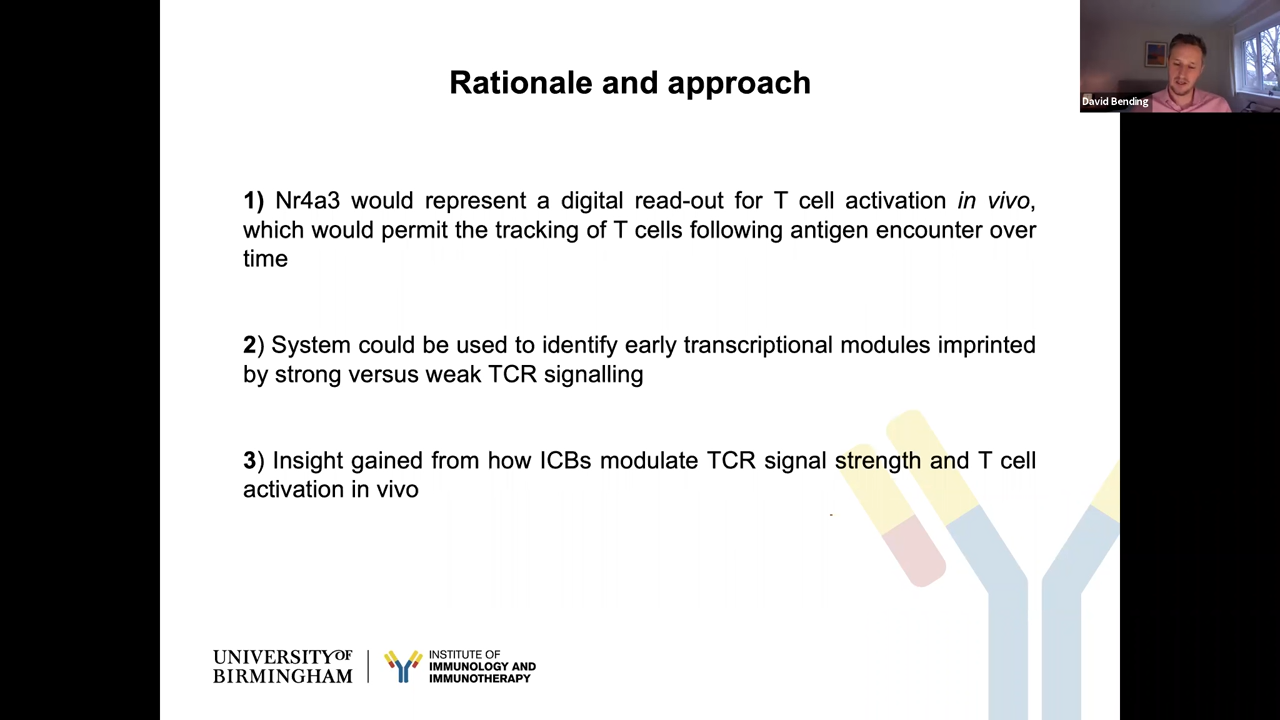 Rationale and approach
David Bending
1) Nr4a3 would represent a digital read-out for T cell activation in vivo,
which would permit the tracking of T cells following antigen encounter over
time
2) System could be used to identify early transcriptional modules imprinted
by strong versus weak TCR signalling
3) Insight gained from how ICBs modulate TCR signal strength and T cell
activation in vivo
UNIVERSITY OF
BIRMINGHAM
INSTITUTE OF
IMMUNOLOGY AND
IMMUNOTHERAPY